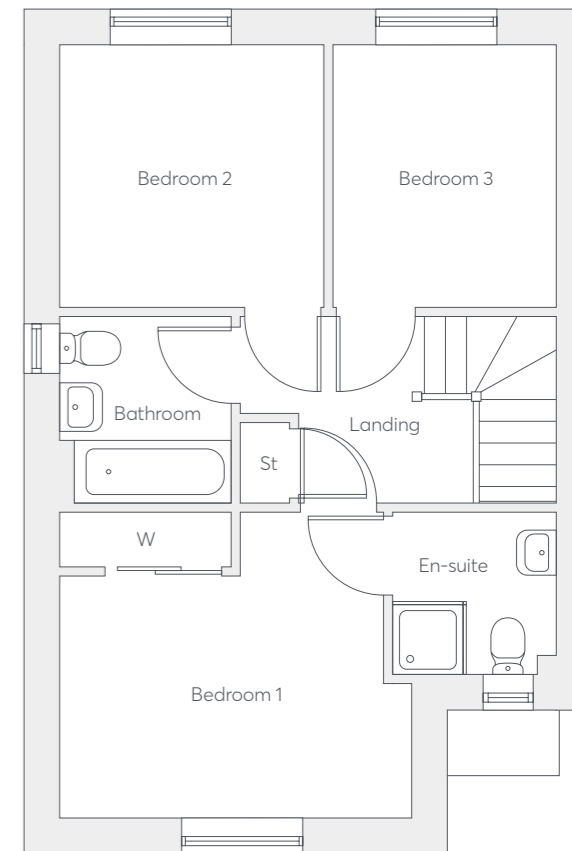 Bedroom 2
Bedroom 3
Bathroom
Landing
St
W
En-suite
Bedroom 1